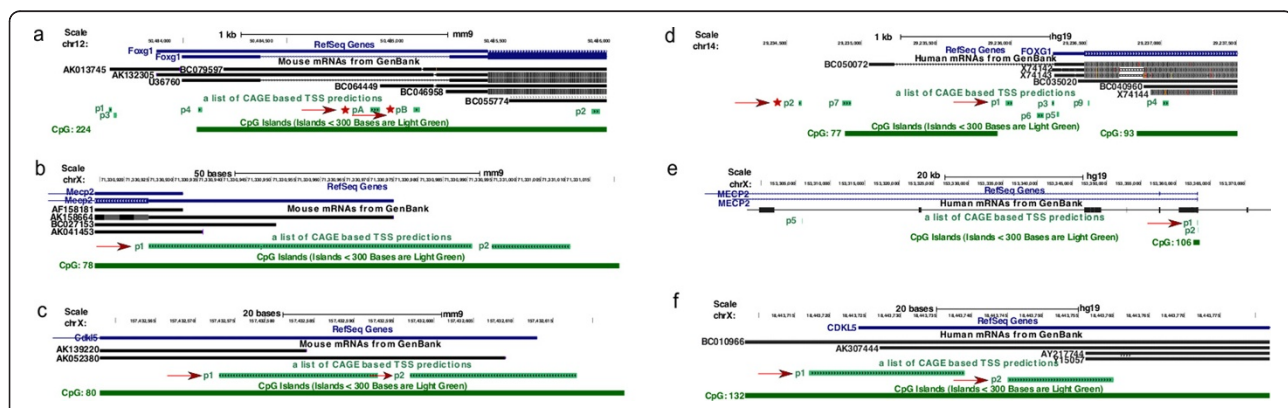 a
Scale
chr12:
1 kb
mm9
RefSeq Genes
Foxg1
Foxg1
Mouse mRNAs from GenBank
AK013745
BC079597
AK132305
U36760
BC064449
BC046958
BC055774
a list of CAGE based TSS predictions
p1
p3
p4
pA
pB
p2
CpG Islands (Islands < 300 Bases are Light Green)
CpG: 224
b
Scale
chrX:
50 bases
mm9
RefSeq Genes
Mecp2
Mecp2
Mouse mRNAs from GenBank
AF158181
AK158664
BC027153
AK041453
a list of CAGE based TSS predictions
p1
p2
CpG Islands (Islands < 300 Bases are Light Green)
CpG: 78
c
Scale
chrX:
20 bases
mm9
RefSeq Genes
Cdkl5
Mouse mRNAs from GenBank
AK139220
AK052380
a list of CAGE based TSS predictions
p1
p2
CpG Islands (Islands < 300 Bases are Light Green)
CpG: 80
d
Scale
chr14:
1 kb
hg19
RefSeq Genes
FOXG1
Human mRNAs from GenBank
BC050072
X74142
X74143
BC035020
BC040960
X74144
a list of CAGE based TSS predictions
p2
p7
p1
p3
p9
p4
p6
p5
CpG Islands (Islands < 300 Bases are Light Green)
CpG: 77
CpG: 93
e
Scale
chrX:
20 kb
hg19
RefSeq Genes
MECP2
MECP2
Human mRNAs from GenBank
a list of CAGE based TSS predictions
p5
p1
p2
CpG Islands (Islands < 300 Bases are Light Green)
CpG: 106
f
Scale
chrX:
20 bases
hg19
RefSeq Genes
CDKL5
Human mRNAs from GenBank
BC010966
AK307444
AY217744
Y15057
a list of CAGE based TSS predictions
p1
p2
CpG Islands (Islands < 300 Bases are Light Green)
CpG: 132